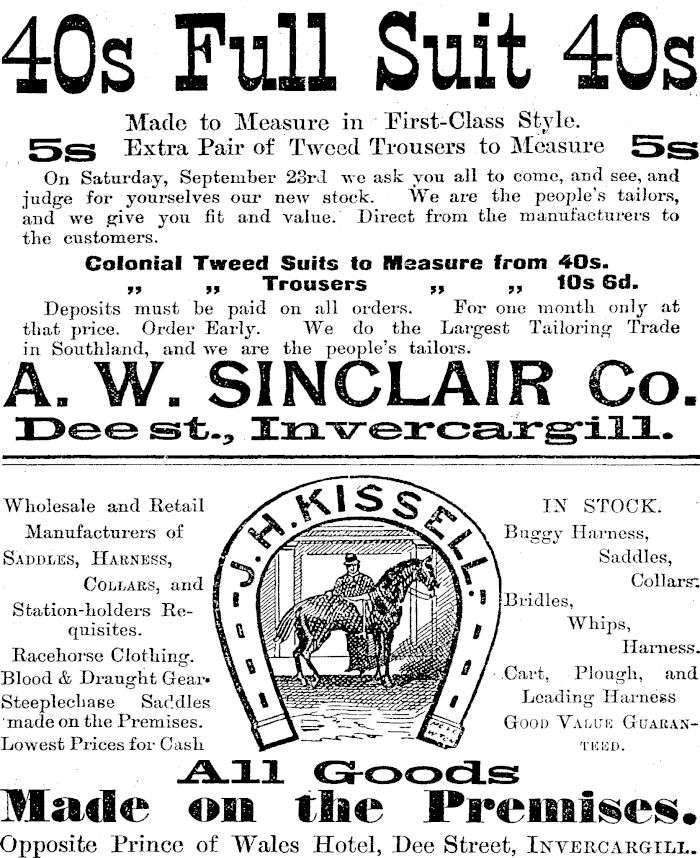 40s Full Suit 40s
Made to Measure in First-Class Style.
5s Extra Pair of Tweed Trousers to Measure 5s
On Saturday, September 23rd we ask you all to come, and see, and
judge for yourselves our new stock. We are the people's tailors,
and we give you fit and value. Direct from the manufacturers to
the customers.
Colonial Tweed Suits to Measure from 40s.
„ „ Trousers „ „ 10s 6d.
Deposits must be paid on all orders. For one month only at
that price. Order Early. We do the Largest Tailoring Trade
in Southland, and we are the people's tailors.
A. W. SINCLAIR Co.
Dee st., Invercargill.
Wholesale and Retail
Manufacturers of
SADDLES, HARNESS,
COLLARS, and
Station-holders Re-
quisites.
Racehorse Clothing.
Blood & Draught Gear.
Steeplechase Saddles
made on the Premises.
Lowest Prices for Cash
J. H. KISSELL.
IN STOCK.
Buggy Harness,
Saddles,
Collars.
Bridles,
Whips,
Harness.
Cart, Plough, and
Leading Harness
GOOD VALUE GUARAN-
TEED.
All Goods
Made on the Premises.
Opposite Prince of Wales Hotel, Dee Street, INVERCARGILL.